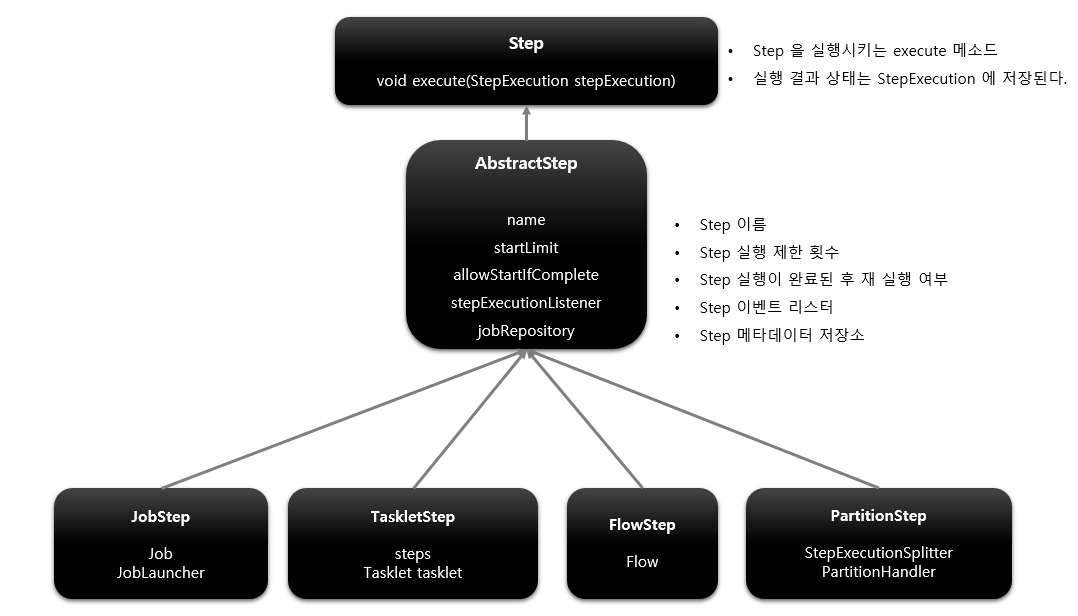 Step
void execute(StepExecution stepExecution)
• Step 을 실행시키는 execute 메소드
• 실행 결과 상태는 StepExecution 에 저장된다.
AbstractStep
name
startLimit
allowStartIfComplete
stepExecutionListener
jobRepository
• Step 이름
• Step 실행 제한 횟수
• Step 실행이 완료된 후 재 실행 여부
• Step 이벤트 리스터
• Step 메타데이터 저장소
JobStep
Job
JobLauncher
TaskletStep
steps
Tasklet tasklet
FlowStep
Flow
PartitionStep
StepExecutionSplitter
PartitionHandler